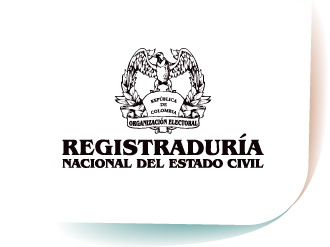 REPÚBLICA
DE
COLOMBIA
ORGANIZACIÓN ELECTORAL
REGISTRADURÍA
NACIONAL DEL ESTADO CIVIL